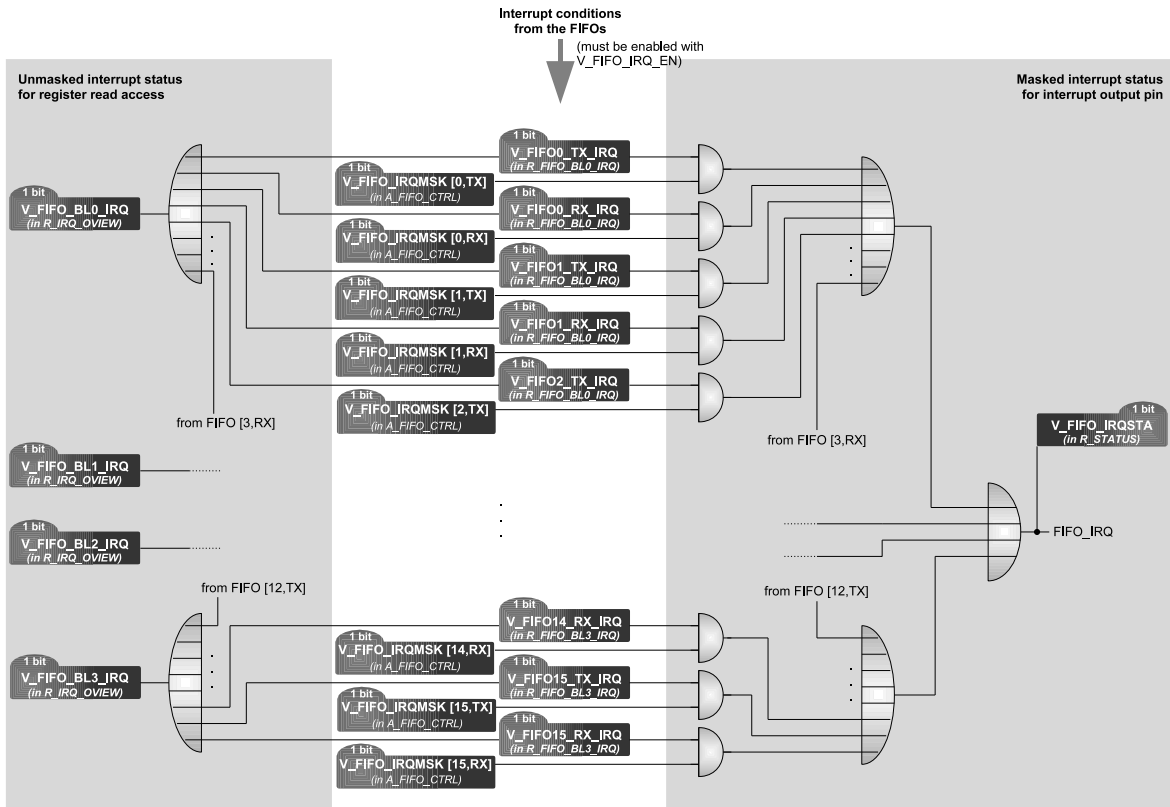 Interrupt conditions
from the FIFOs
(must be enabled with
V_FIFO_IRQ_EN)
Unmasked interrupt status
for register read access
Masked interrupt status
for interrupt output pin
1 bit
V_FIFO0_TX_IRQ
(in R_FIFO_BL0_IRQ)
1 bit
V_FIFO_IRQMSK [0,TX]
(in A_FIFO_CTRL)
1 bit
V_FIFO_BL0_IRQ
(in R_IRQ_OVIEW)
1 bit
V_FIFO0_RX_IRQ
(in R_FIFO_BL0_IRQ)
1 bit
V_FIFO_IRQMSK [0,RX]
(in A_FIFO_CTRL)
1 bit
V_FIFO1_TX_IRQ
(in R_FIFO_BL0_IRQ)
1 bit
V_FIFO_IRQMSK [1,TX]
(in A_FIFO_CTRL)
1 bit
V_FIFO1_RX_IRQ
(in R_FIFO_BL0_IRQ)
1 bit
V_FIFO_IRQMSK [1,RX]
(in A_FIFO_CTRL)
1 bit
V_FIFO2_TX_IRQ
(in R_FIFO_BL0_IRQ)
1 bit
V_FIFO_IRQMSK [2,TX]
(in A_FIFO_CTRL)
from FIFO [3,RX]
from FIFO [3,RX]
1 bit
V_FIFO_IRQSTA
(in R_STATUS)
1 bit
V_FIFO_BL1_IRQ
(in R_IRQ_OVIEW)
1 bit
V_FIFO_BL2_IRQ
(in R_IRQ_OVIEW)
FIFO_IRQ
from FIFO [12,TX]
from FIFO [12,TX]
1 bit
V_FIFO14_RX_IRQ
(in R_FIFO_BL3_IRQ)
1 bit
V_FIFO_IRQMSK [14,RX]
(in A_FIFO_CTRL)
1 bit
V_FIFO_BL3_IRQ
(in R_IRQ_OVIEW)
1 bit
V_FIFO15_TX_IRQ
(in R_FIFO_BL3_IRQ)
1 bit
V_FIFO_IRQMSK [15,TX]
(in A_FIFO_CTRL)
1 bit
V_FIFO15_RX_IRQ
(in R_FIFO_BL3_IRQ)
1 bit
V_FIFO_IRQMSK [15,RX]
(in A_FIFO_CTRL)